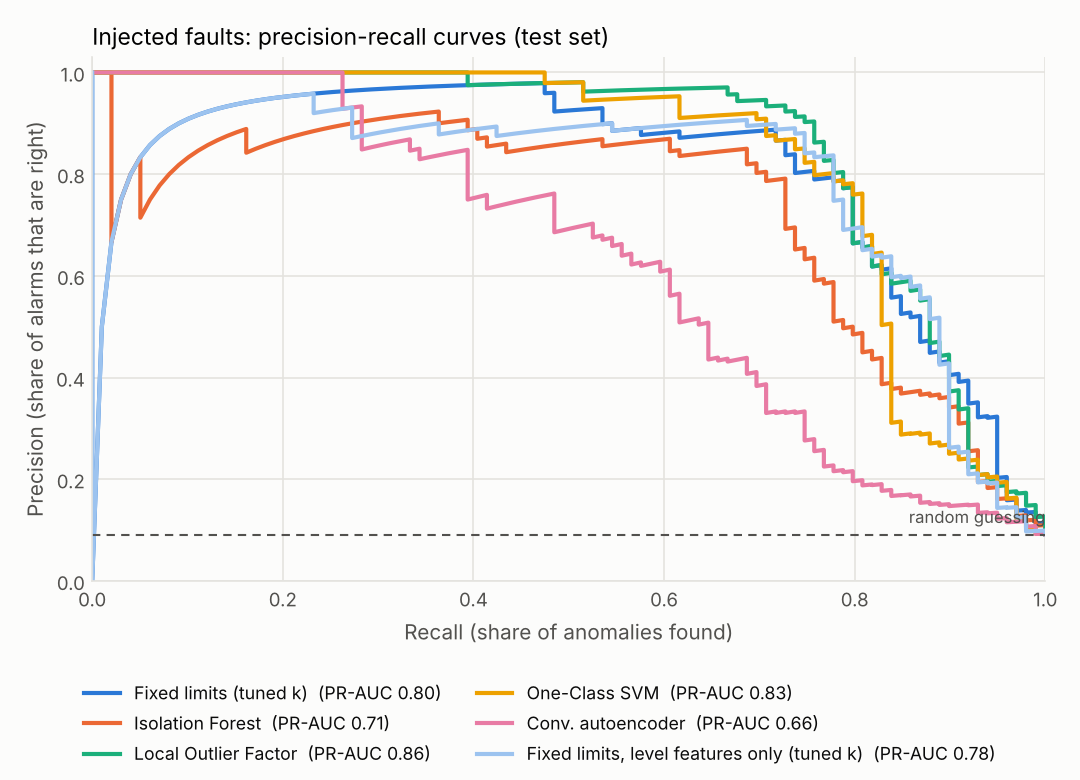 Injected faults: precision-recall curves (test set)
Precision (share of alarms that are right)
1.0
0.8
0.6
0.4
0.2
0.0
random guessing
0.0 0.2 0.4 0.6 0.8 1.0
Recall (share of anomalies found)
Fixed limits (tuned k) (PR-AUC 0.80)
Isolation Forest (PR-AUC 0.71)
Local Outlier Factor (PR-AUC 0.86)
One-Class SVM (PR-AUC 0.83)
Conv. autoencoder (PR-AUC 0.66)
Fixed limits, level features only (tuned k) (PR-AUC 0.78)